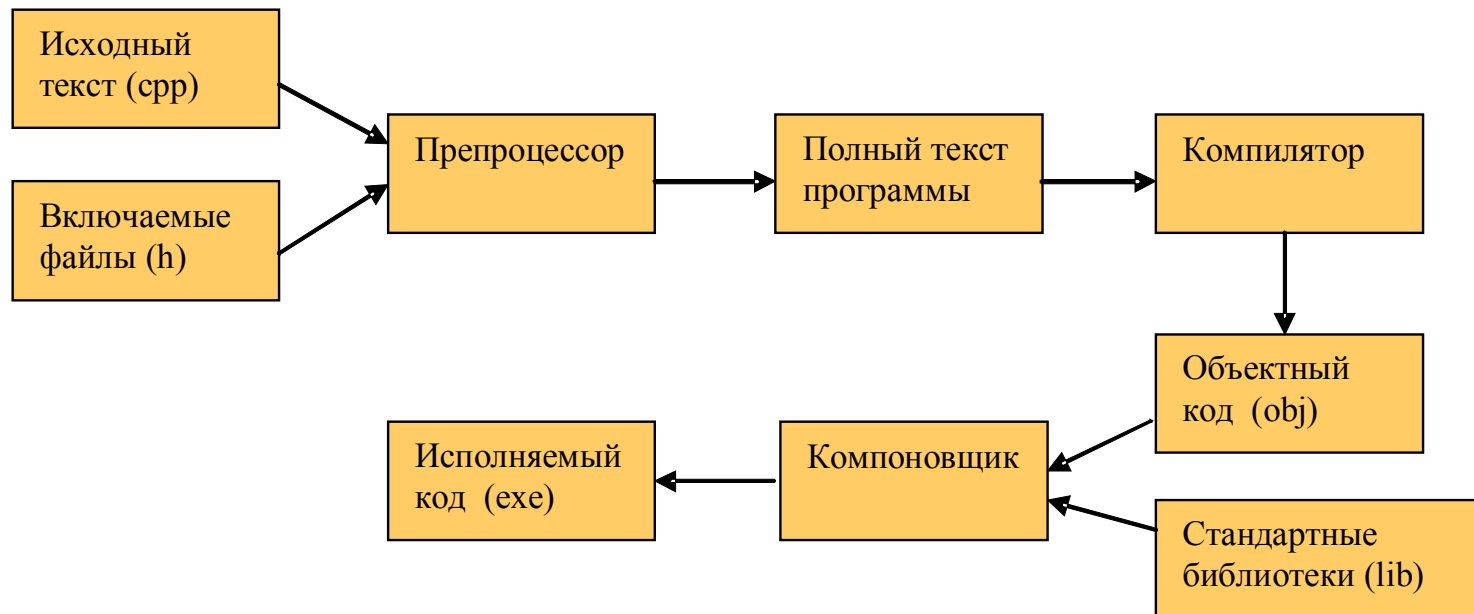 Исходный
текст (cpp)
Включаемые
файлы (h)
Препроцессор
Полный текст
программы
Компилятор
Объектный
код (obj)
Стандартные
библиотеки (lib)
Компоновщик
Исполняемый
код (exe)